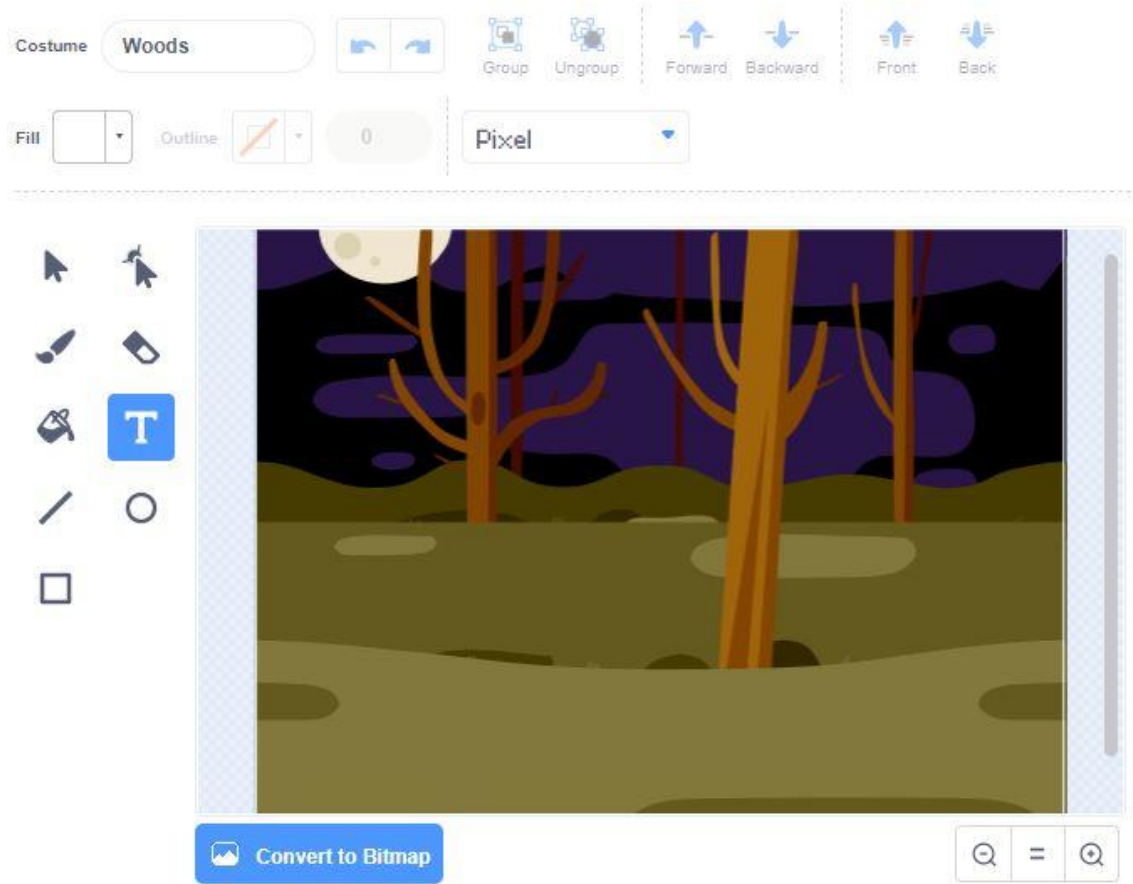 Costume Woods
Group Ungroup Forward Backward Front Back
Fill Outline 0 Pixel
T
Convert to Bitmap